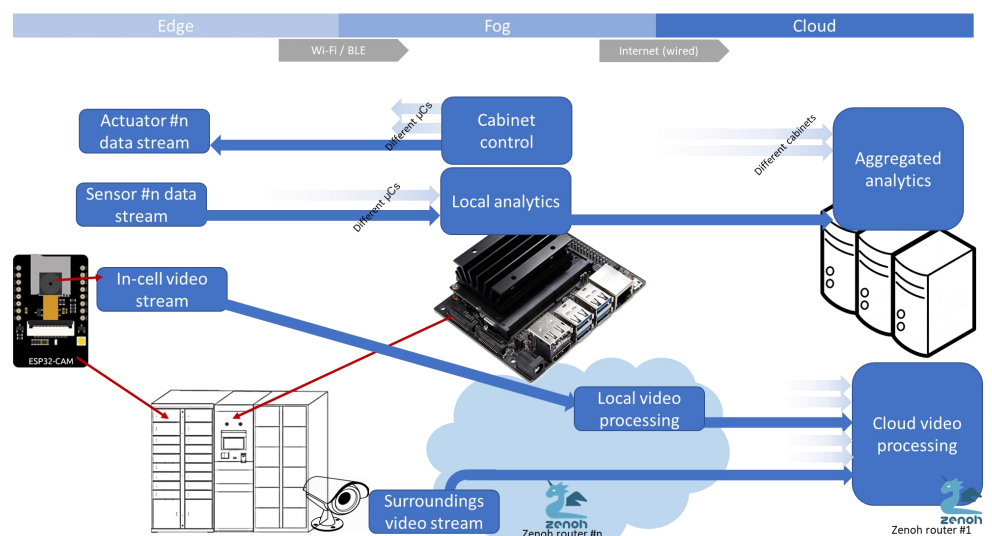 Edge
Fog
Cloud
Wi-Fi / BLE
Internet (wired)
Actuator #n
data stream
Different µCs
Cabinet
control
Different cabinets
Aggregated
analytics
Sensor #n data
stream
Different µCs
Local analytics
In-cell video
stream
ESP32-CAM
Local video
processing
Cloud video
processing
Surroundings
video stream
zenoh
Zenoh router #n
zenoh
Zenoh router #1